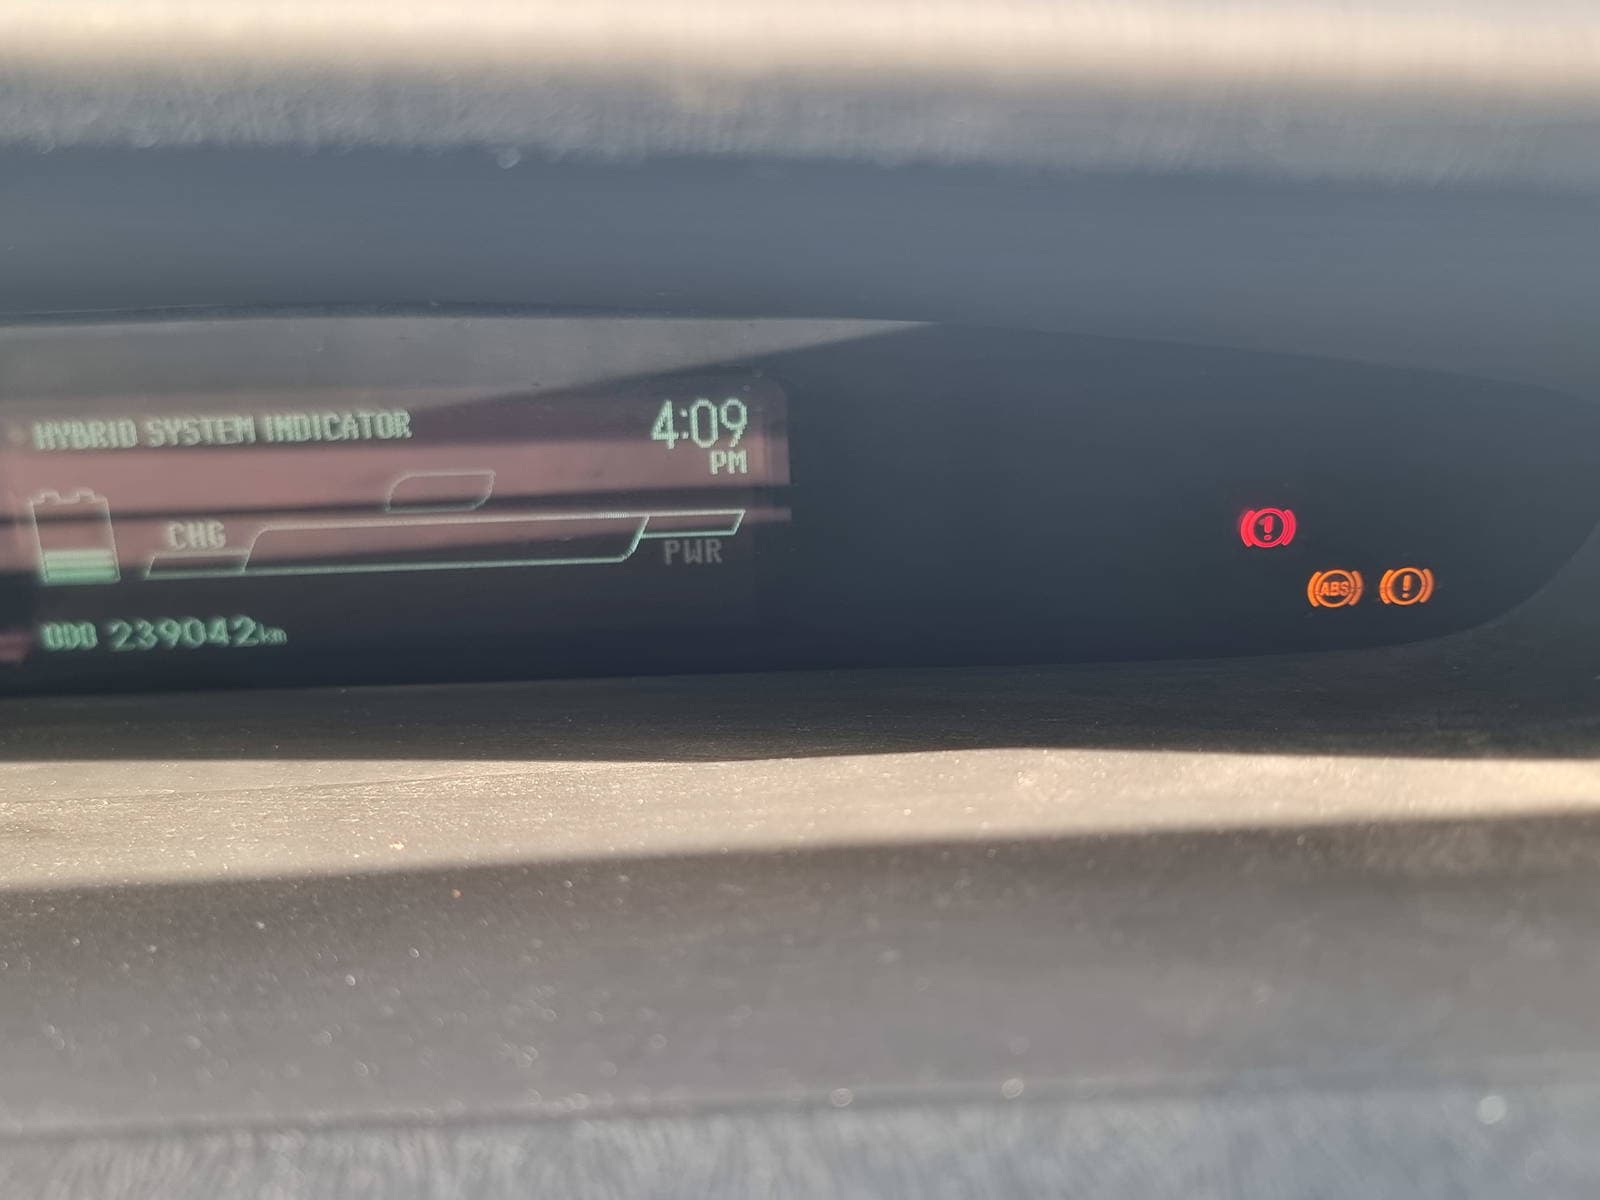 HYBRID SYSTEM INDICATOR
4:09
PM
CHG
PWR
ODO 239042km
!
ABS !